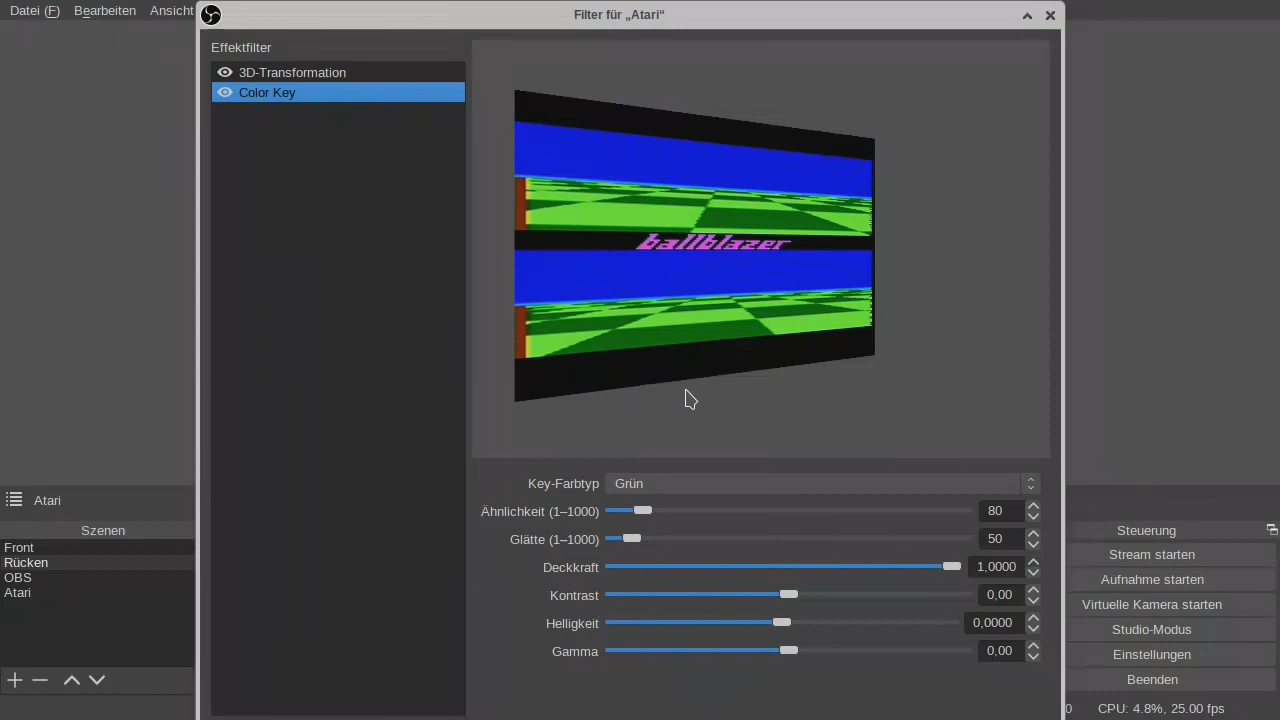 Datei (F) Bearbeiten Ansicht
Filter für „Atari“
Effektfilter
3D-Transformation
Color Key
ballblazer
Key-Farbtyp Grün
Ähnlichkeit (1–1000) 80
Glätte (1–1000) 50
Deckkraft 1,0000
Kontrast 0,00
Helligkeit 0,0000
Gamma 0,00
Atari
Szenen
Front
Rücken
OBS
Atari
Steuerung
Stream starten
Aufnahme starten
Virtuelle Kamera starten
Studio-Modus
Einstellungen
Beenden
0 CPU: 4.8%, 25.00 fps